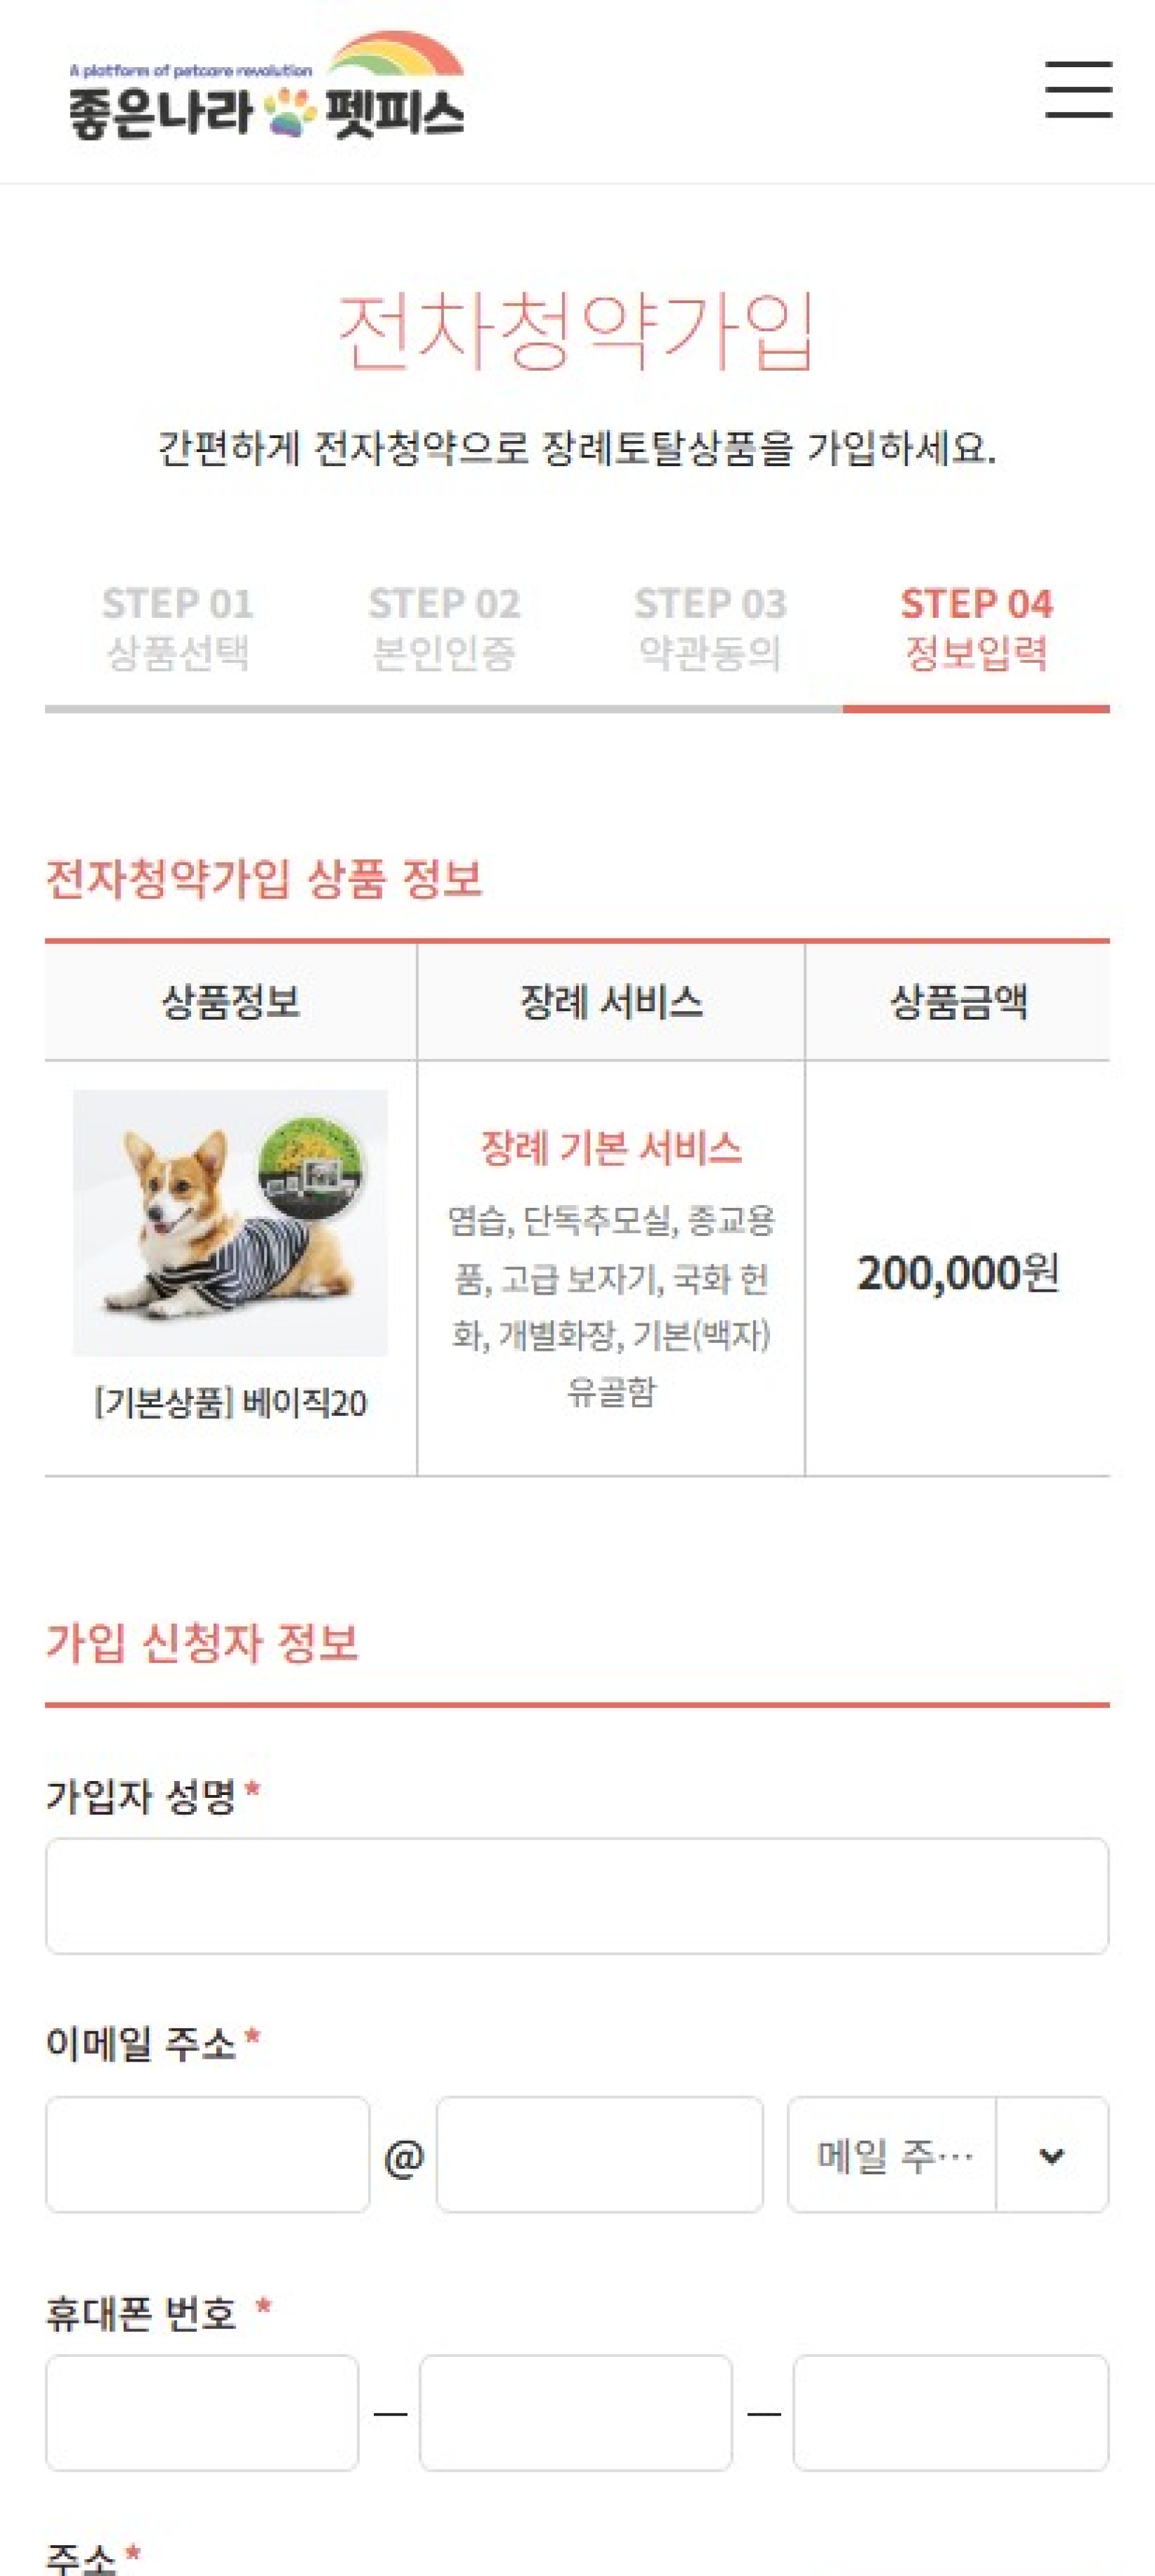 A platform of petcare revolution
좋은나라 펫피스
전차청약가입
간편하게 전자청약으로 장례토탈상품을 가입하세요.
STEP 01 STEP 02 STEP 03 STEP 04
상품선택 본인인증 약관동의 정보입력
전자청약가입 상품 정보
상품정보 장례 서비스 상품금액
장례 기본 서비스
염습, 단독추모실, 종교용
품, 고급 보자기, 국화 헌
화, 개별화장, 기본(백자)
유골함
200,000원
[기본상품] 베이직20
가입 신청자 정보
가입자 성명 *
이메일 주소 *
@ 메일 주···
휴대폰 번호 *
— —
주소 *